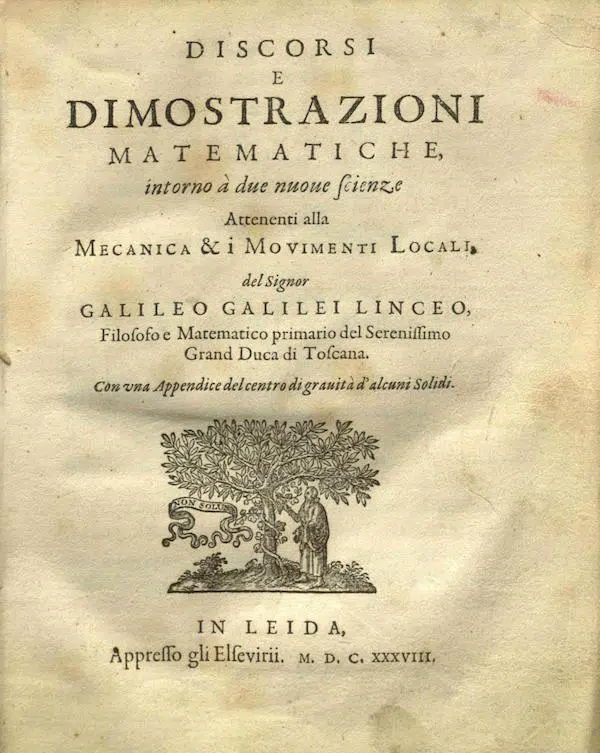 DISCORSI
E
DIMOSTRAZIONI
MATEMATICHE,
intorno à due nuoue ſcienze
Attenenti alla
MECANICA & i MOVIMENTI LOCALI,
del Signor
GALILEO GALILEI LINCEO,
Filoſofo e Matematico primario del Sereniſſimo
Grand Duca di Toſcana.
Con vna Appendice del centro di grauità d'alcuni Solidi.
NON SOLUS
IN LEIDA,
Appreſſo gli Elſevirii. M. D. C. XXXVIII.